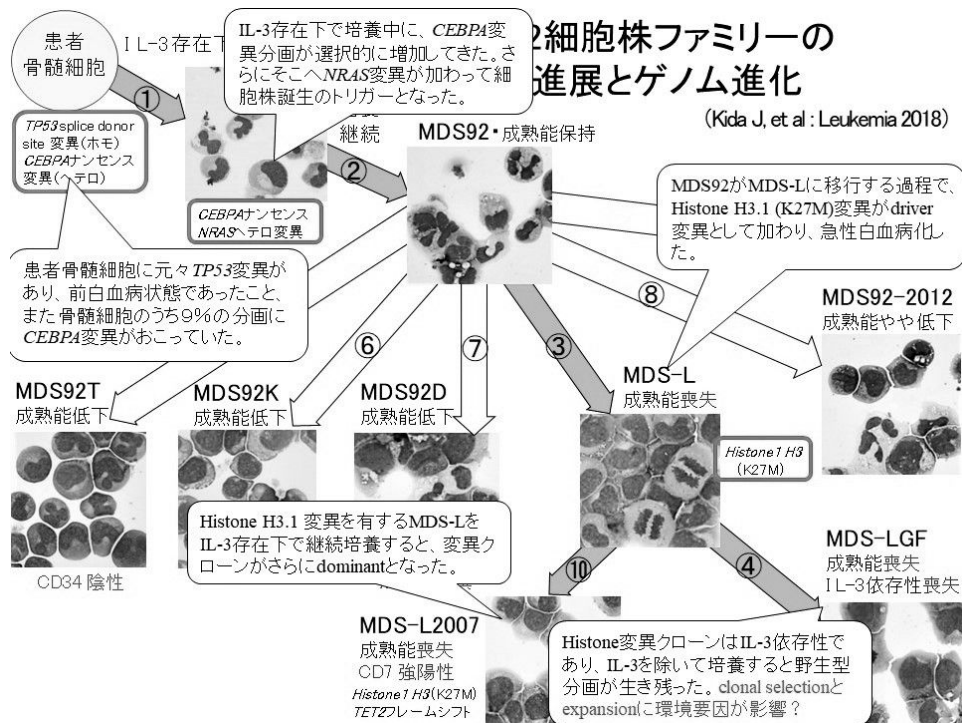 患者
骨髄細胞
IL-3存在下
IL-3存在下で培養中に、CEBPA変
異分画が選択的に増加してきた。さ
らにそこへNRAS変異が加わって細
胞株誕生のトリガーとなった。
2細胞株ファミリーの
進展とゲノム進化
(Kida J, et al : Leukemia 2018)
①
継続
②
MDS92・成熟能保持
TP53 splice donor
site 変異(ホモ)
CEBPAナンセンス
変異(ヘテロ)
CEBPAナンセンス
NRASヘテロ変異
MDS92がMDS-Lに移行する過程で、
Histone H3.1 (K27M)変異がdriver
変異として加わり、急性白血病化し
た。
患者骨髄細胞に元々TP53変異が
あり、前白血病状態であったこと、
また骨髄細胞のうち9%の分画に
CEBPA変異がおこっていた。
⑥
⑦
③
⑧
MDS92-2012
成熟能やや低下
MDS92T
成熟能低下
MDS92K
成熟能低下
MDS92D
成熟能低下
MDS-L
成熟能喪失
Histone1 H3
(K27M)
Histone H3.1 変異を有するMDS-Lを
IL-3存在下で継続培養すると、変異ク
ローンがさらにdominantとなった。
CD34 陰性
⑩
④
MDS-LGF
成熟能喪失
IL-3依存性喪失
MDS-L2007
成熟能喪失
CD7 強陽性
Histone1 H3(K27M)
TET2フレームシフト
Histone変異クローンはIL-3依存性で
あり、IL-3を除いて培養すると野生型
分画が生き残った。clonal selectionと
expansionに環境要因が影響？